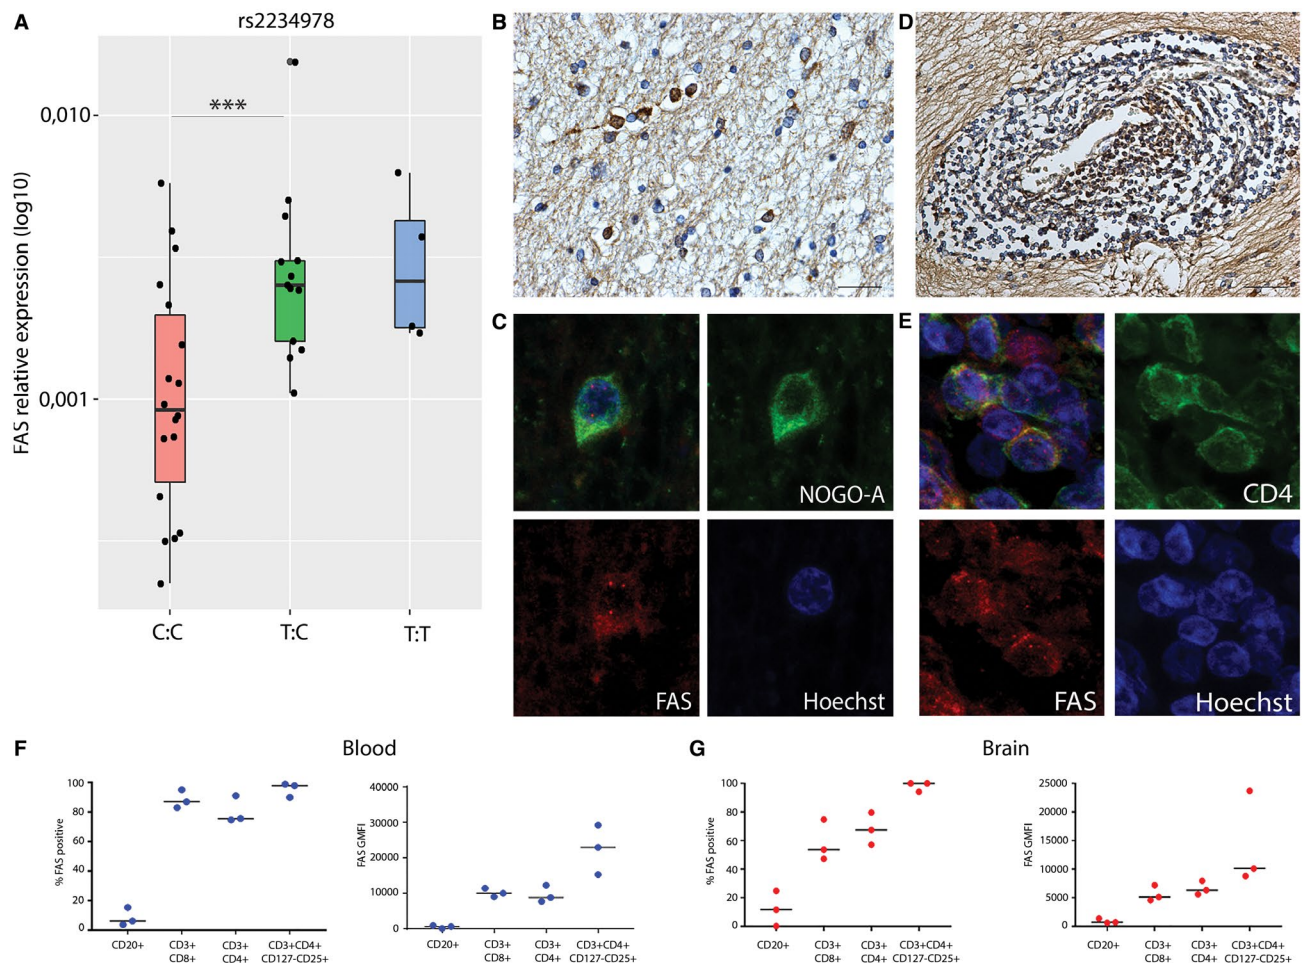 A
rs2234978
***
0,010
0,001
FAS relative expression (log10)
C:C
T:C
T:T
B
C
NOGO-A
FAS
Hoechst
D
E
CD4
FAS
Hoechst
F
Blood
% FAS positive
100
80
60
40
20
0
CD20+
CD3+
CD8+
CD3+
CD4+
CD3+CD4+
CD127-CD25+
FAS GMFI
40000
30000
20000
10000
0
CD20+
CD3+
CD8+
CD3+
CD4+
CD3+CD4+
CD127-CD25+
G
Brain
% FAS positive
100
80
60
40
20
0
CD20+
CD3+
CD8+
CD3+
CD4+
CD3+CD4+
CD127-CD25+
FAS GMFI
25000
20000
15000
10000
5000
0
CD20+
CD3+
CD8+
CD3+
CD4+
CD3+CD4+
CD127-CD25+